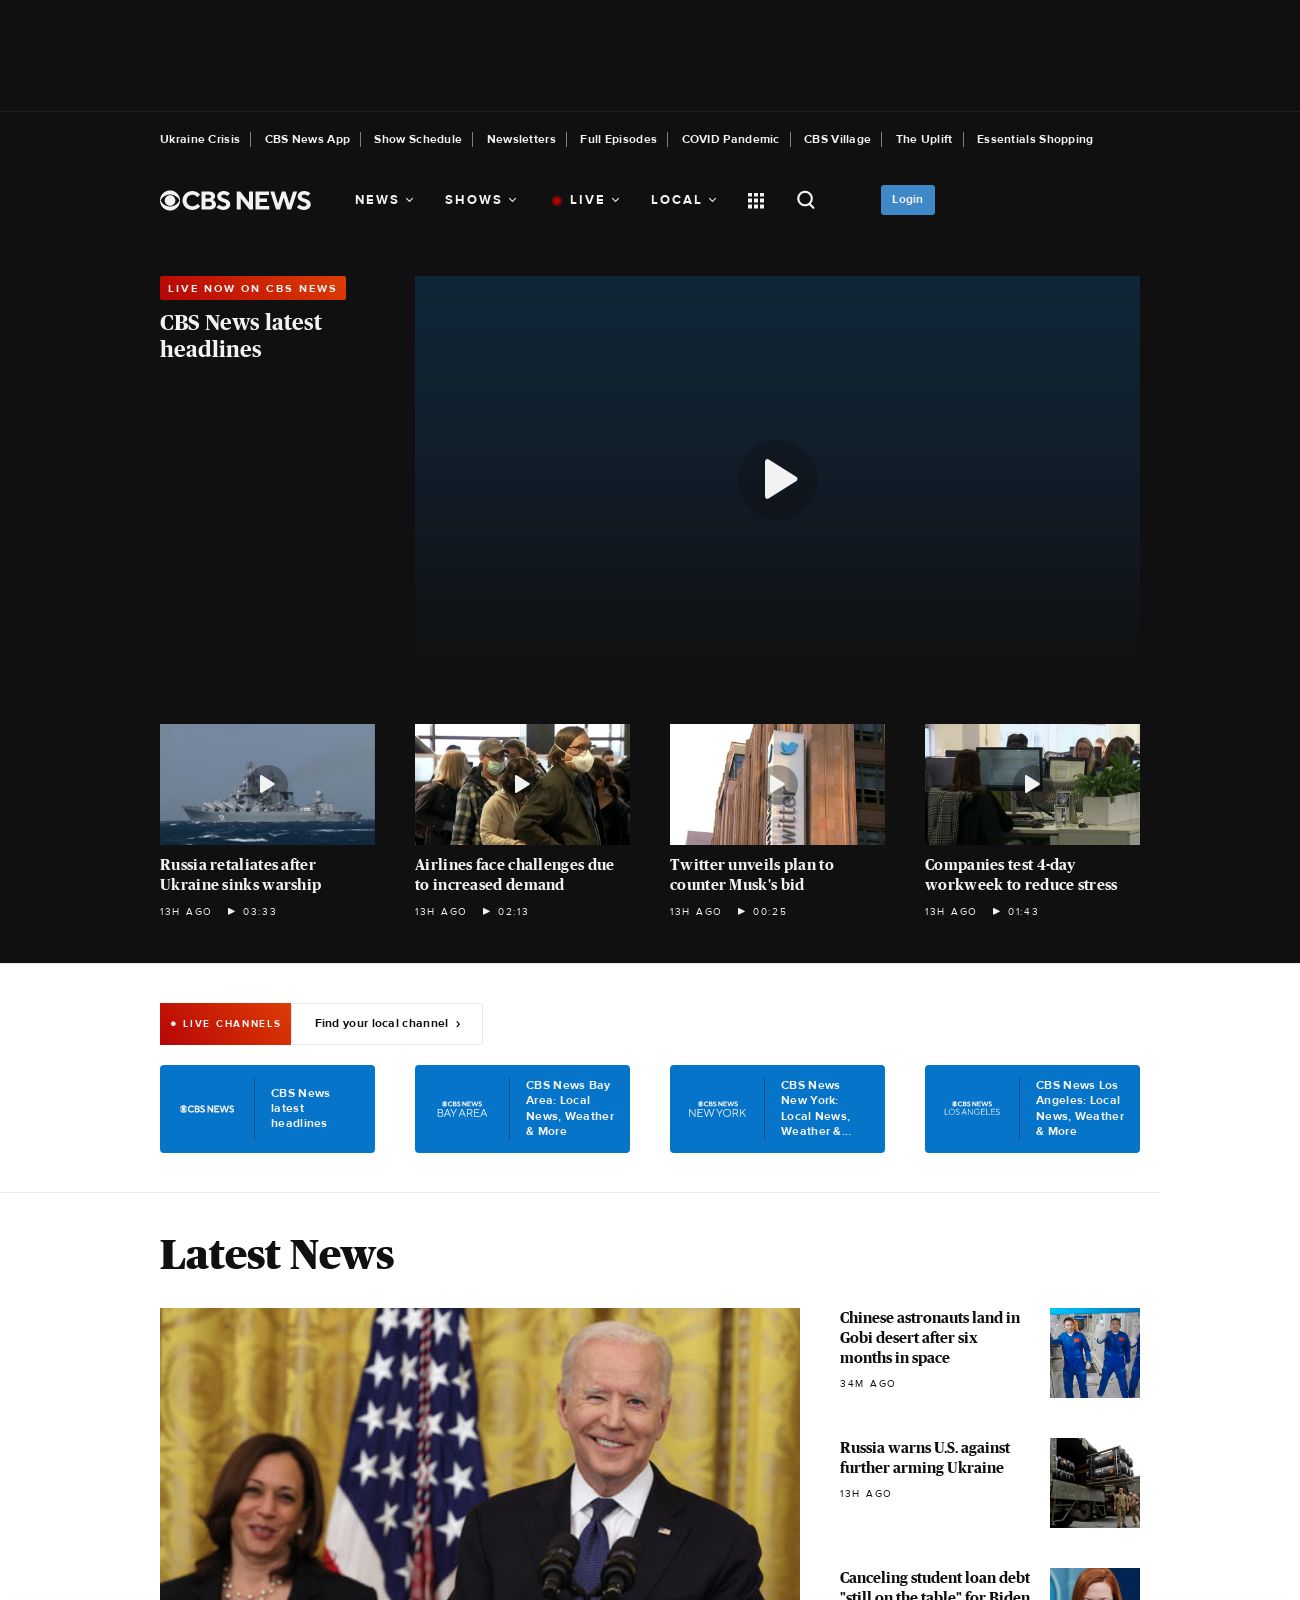 Ukraine Crisis CBS News App Show Schedule Newsletters Full Episodes COVID Pandemic CBS Village The Uplift Essentials Shopping
CBS NEWS NEWS SHOWS LIVE LOCAL Login
LIVE NOW ON CBS NEWS
CBS News latest
headlines
twitter
Russia retaliates after
Ukraine sinks warship
13H AGO 03:33
Airlines face challenges due
to increased demand
13H AGO 02:13
Twitter unveils plan to
counter Musk's bid
13H AGO 00:25
Companies test 4-day
workweek to reduce stress
13H AGO 01:43
LIVE CHANNELS
Find your local channel ›
CBS NEWS
CBS News
latest
headlines
CBS NEWS
BAY AREA
CBS News Bay
Area: Local
News, Weather
& More
CBS NEWS
NEW YORK
CBS News
New York:
Local News,
Weather &...
CBS NEWS
LOS ANGELES
CBS News Los
Angeles: Local
News, Weather
& More
Latest News
Chinese astronauts land in
Gobi desert after six
months in space
34M AGO
Russia warns U.S. against
further arming Ukraine
13H AGO
Canceling student loan debt
"still on the table" for Biden